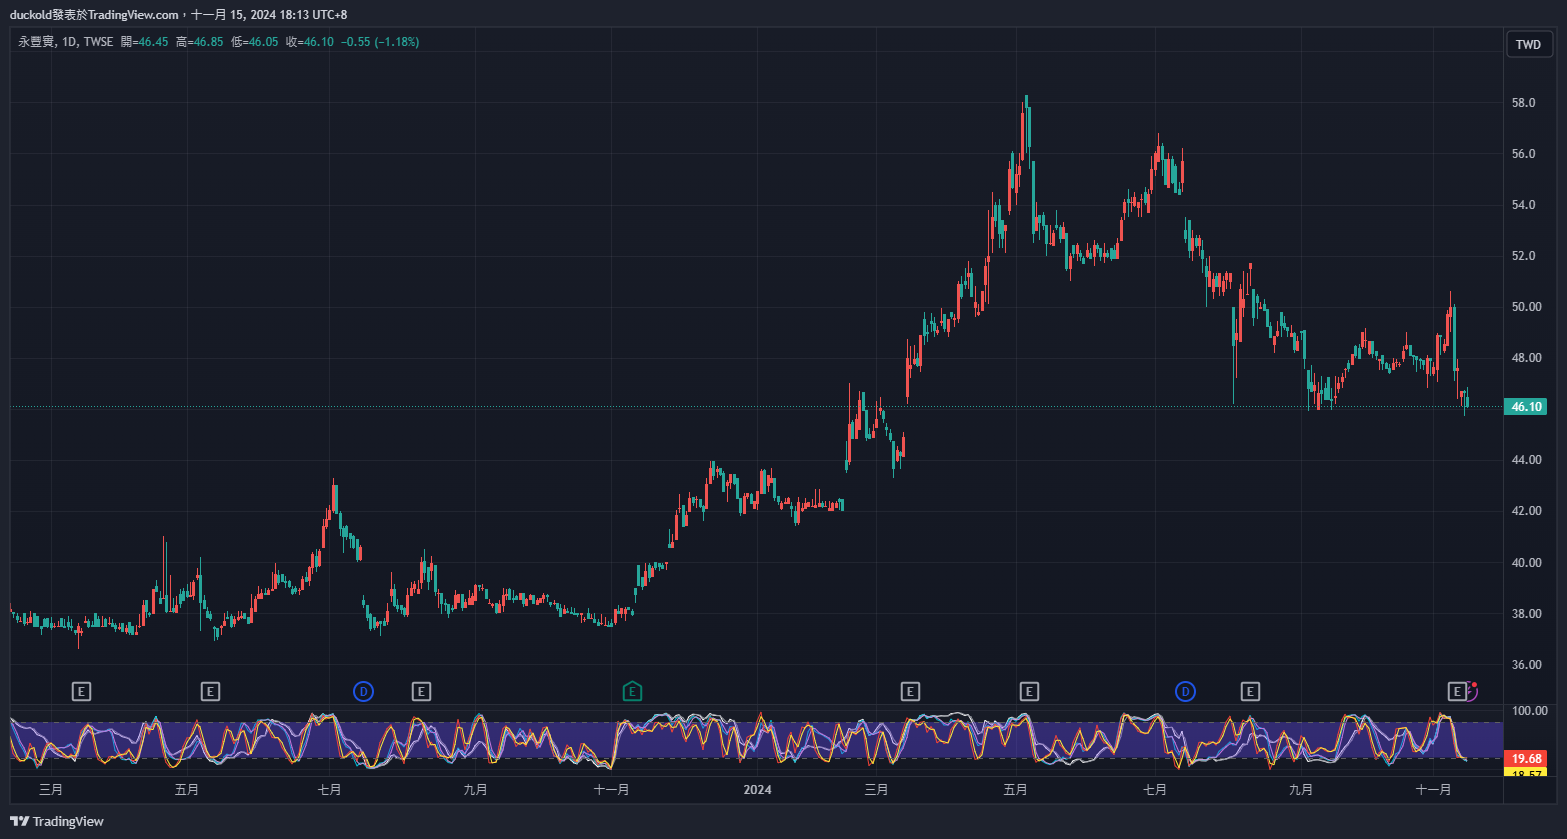 duckold發表於TradingView.com，十一月 15, 2024 18:13 UTC+8
永豐實, 1D, TWSE 開=46.45 高=46.85 低=46.05 收=46.10 −0.55 (−1.18%)
TWD
58.0
56.0
54.0
52.0
50.00
48.00
46.10
44.00
42.00
40.00
38.00
36.00
E E D E E E E D E E
100.00
19.68
18.57
三月 五月 七月 九月 十一月 2024 三月 五月 七月 九月 十一月
TradingView